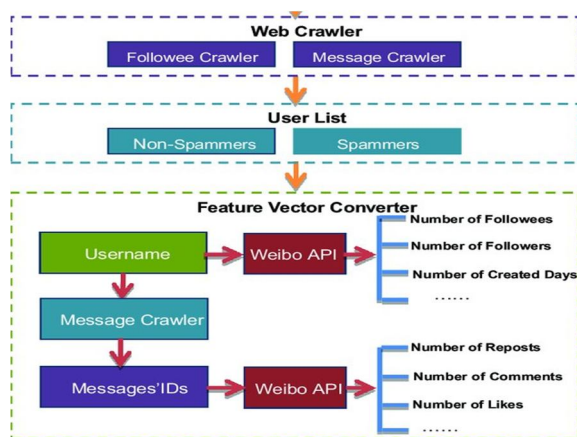 Web Crawler
Followee Crawler
Message Crawler
User List
Non-Spammers
Spammers
Feature Vector Converter
Username
Weibo API
Number of Followees
Number of Followers
Number of Created Days
......
Message Crawler
Messages'IDs
Weibo API
Number of Reposts
Number of Comments
Number of Likes
......